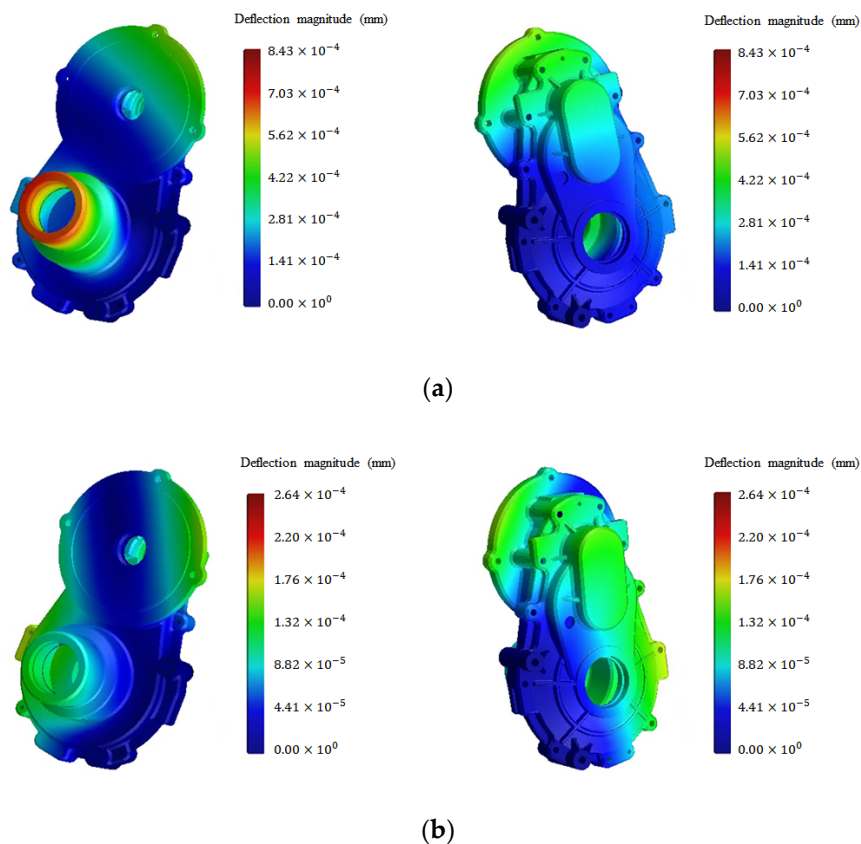 Deflection magnitude (mm)
8.43 × 10⁻⁴
7.03 × 10⁻⁴
5.62 × 10⁻⁴
4.22 × 10⁻⁴
2.81 × 10⁻⁴
1.41 × 10⁻⁴
0.00 × 10⁰
Deflection magnitude (mm)
8.43 × 10⁻⁴
7.03 × 10⁻⁴
5.62 × 10⁻⁴
4.22 × 10⁻⁴
2.81 × 10⁻⁴
1.41 × 10⁻⁴
0.00 × 10⁰
(a)
Deflection magnitude (mm)
2.64 × 10⁻⁴
2.20 × 10⁻⁴
1.76 × 10⁻⁴
1.32 × 10⁻⁴
8.82 × 10⁻⁵
4.41 × 10⁻⁵
0.00 × 10⁰
Deflection magnitude (mm)
2.64 × 10⁻⁴
2.20 × 10⁻⁴
1.76 × 10⁻⁴
1.32 × 10⁻⁴
8.82 × 10⁻⁵
4.41 × 10⁻⁵
0.00 × 10⁰
(b)